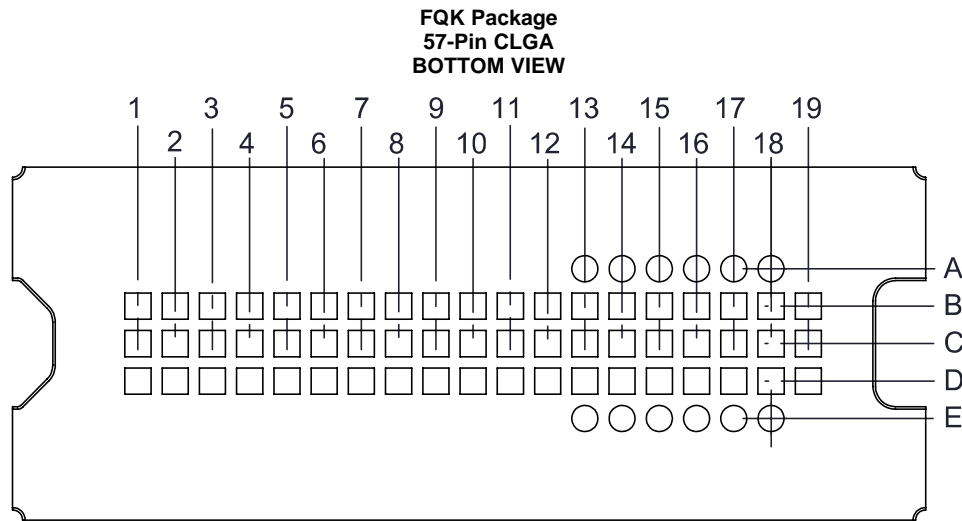 FQK Package
57-Pin CLGA
BOTTOM VIEW
1 3 5 7 9 11 13 15 17 19
2 4 6 8 10 12 14 16 18
A
B
C
D
E